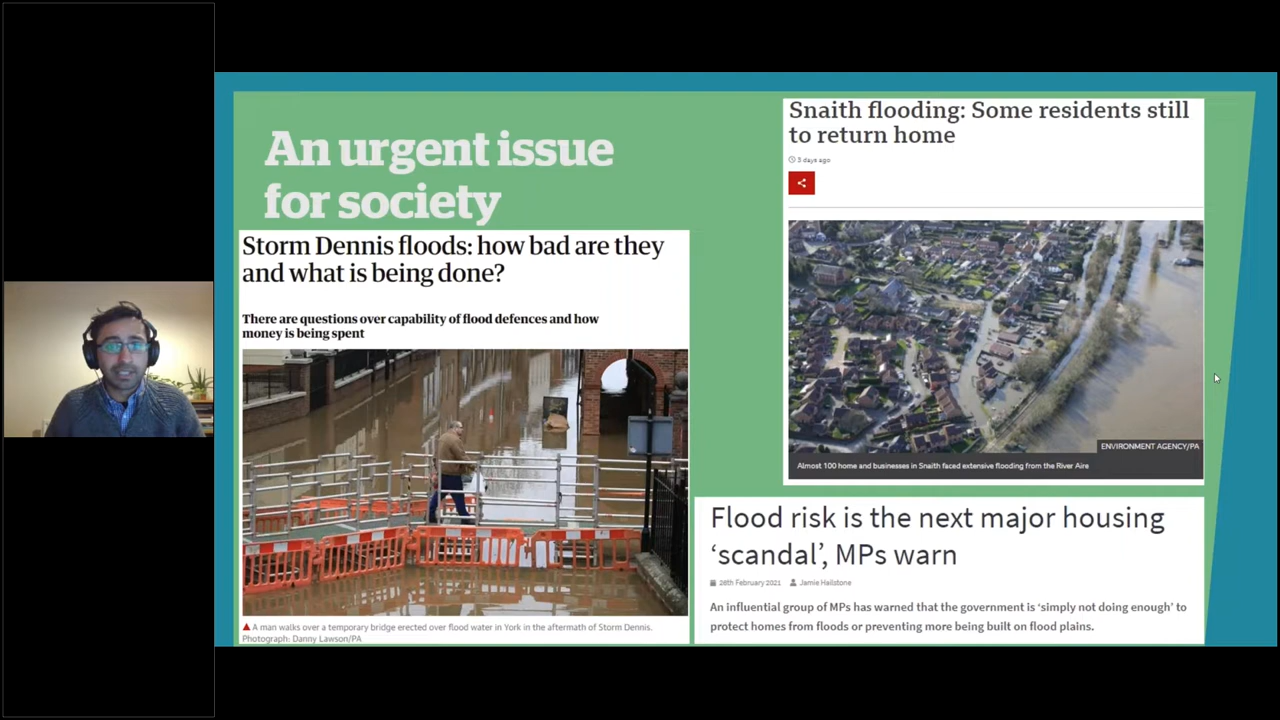 An urgent issue
for society
Storm Dennis floods: how bad are they
and what is being done?
There are questions over capability of flood defences and how
money is being spent
A man walks over a temporary bridge erected over flood water in York in the aftermath of Storm Dennis.
Photograph: Danny Lawson/PA
Snaith flooding: Some residents still
to return home
3 days ago
ENVIRONMENT AGENCY/PA
Almost 100 home and businesses in Snaith faced extensive flooding from the River Aire
Flood risk is the next major housing
‘scandal’, MPs warn
26th February 2021 Jamie Hailstone
An influential group of MPs has warned that the government is ‘simply not doing enough’ to
protect homes from floods or preventing more being built on flood plains.